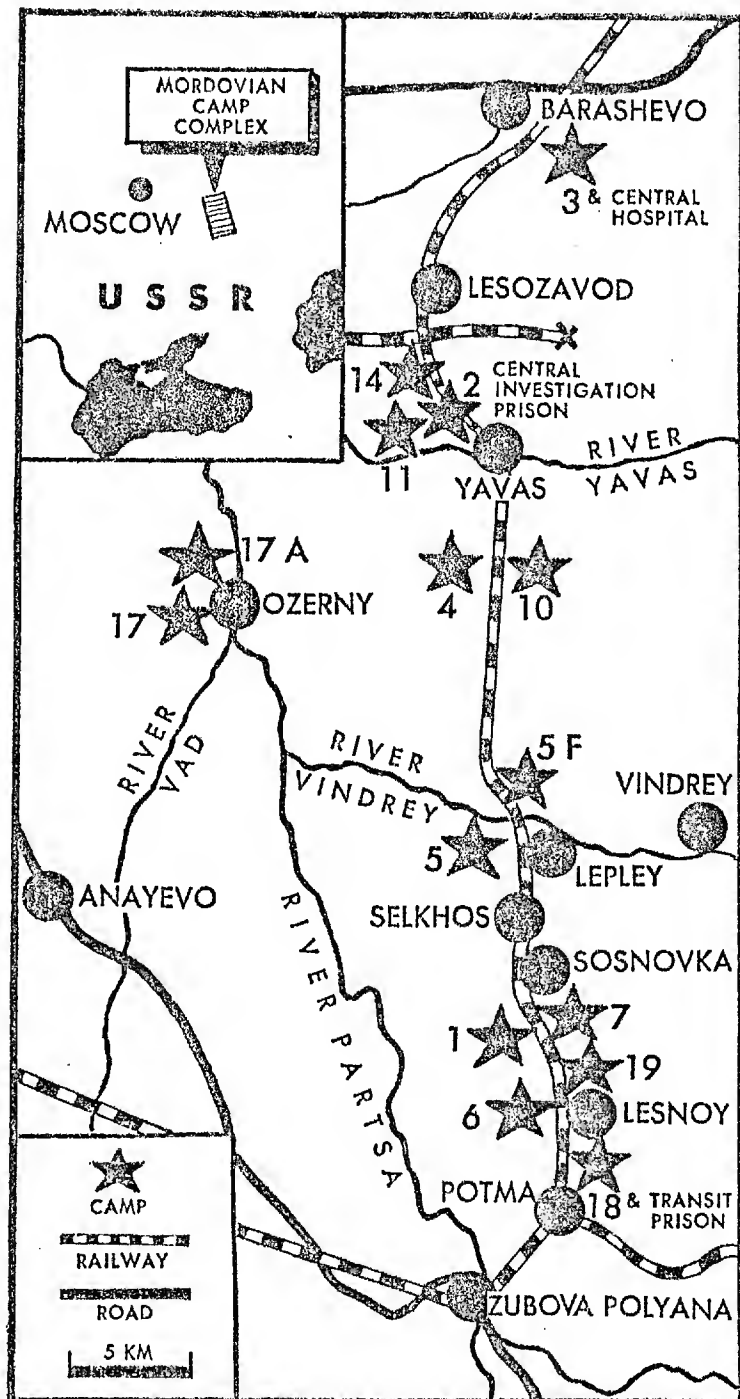 MORDOVIAN
CAMP
COMPLEX
MOSCOW
USSR
BARASHEVO
3 & CENTRAL
HOSPITAL
LESOZAVOD
14
2 CENTRAL
INVESTIGATION
PRISON
11
YAVAS
RIVER
YAVAS
17 A
OZERNY
17
4
10
RIVER
VAD
RIVER
VINDREY
5 F
VINDREY
5
LEPLEY
ANAYEVO
SELKHOS
RIVER PARTSA
SOSNOVKA
1
7
19
6
LESNOY
POTMA
18 & TRANSIT
PRISON
ZUBOVA POLYANA
CAMP
RAILWAY
ROAD
5 KM